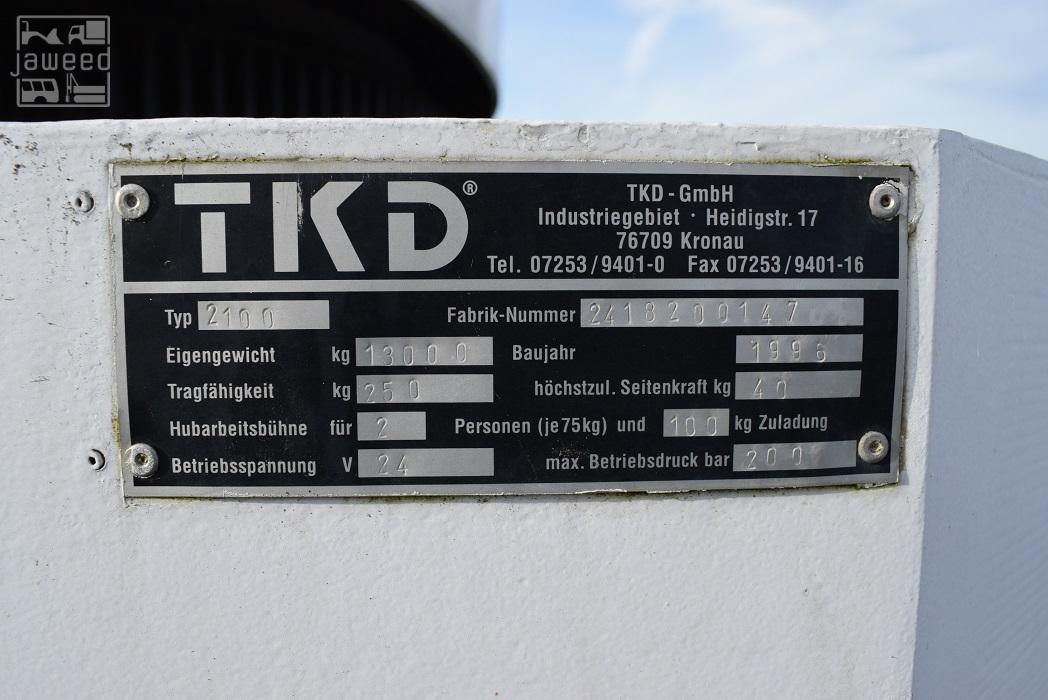 jaweed
TKD®
TKD - GmbH
Industriegebiet · Heidigstr. 17
76709 Kronau
Tel. 07253/9401-0 Fax 07253/9401-16
Typ 2100 Fabrik-Nummer 2418200147
Eigengewicht kg 13000 Baujahr 1996
Tragfähigkeit kg 250 höchstzul. Seitenkraft kg 40
Hubarbeitsbühne für 2 Personen (je 75kg) und 100 kg Zuladung
Betriebsspannung V 24 max. Betriebsdruck bar 200